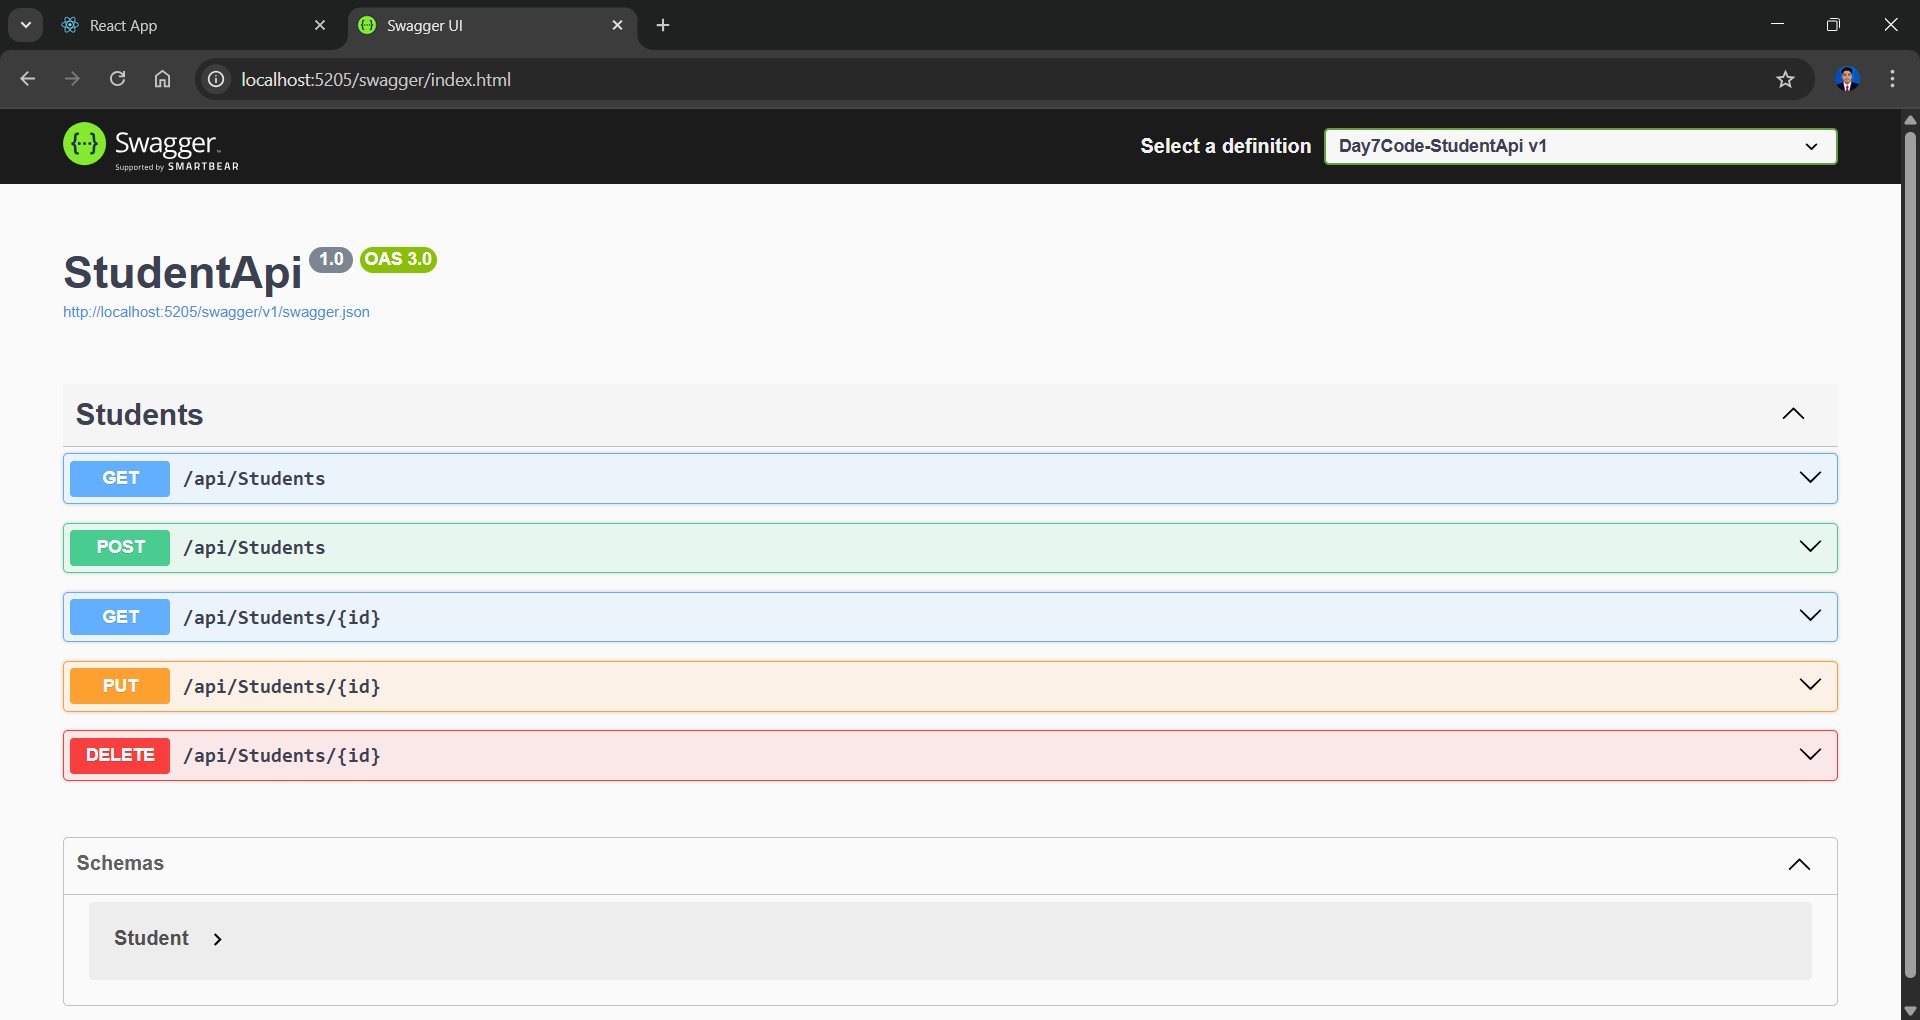 React App
Swagger UI
localhost:5205/swagger/index.html
Swagger
Supported by SMARTBEAR
Select a definition
Day7Code-StudentApi v1
StudentApi 1.0 OAS 3.0
http://localhost:5205/swagger/v1/swagger.json
Students
GET /api/Students
POST /api/Students
GET /api/Students/{id}
PUT /api/Students/{id}
DELETE /api/Students/{id}
Schemas
Student